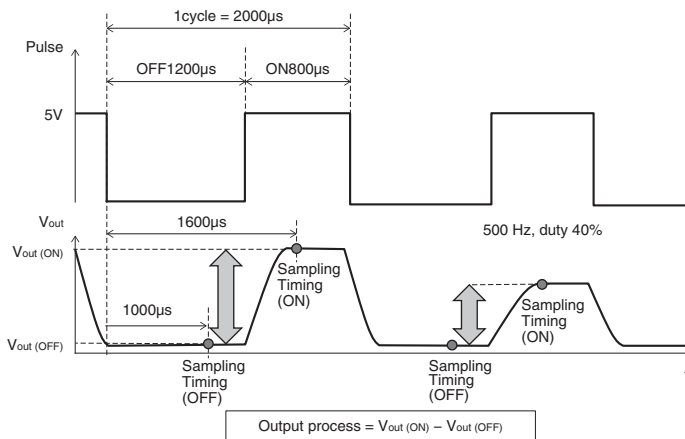 1cycle = 2000µs
Pulse
OFF1200µs
ON800µs
5V
Vout
1600µs
500 Hz, duty 40%
Vout (ON)
Sampling
Timing
(ON)
1000µs
Sampling
Timing
(ON)
Vout (OFF)
Sampling
Timing
(OFF)
Sampling
Timing
(OFF)
Output process = Vout (ON) − Vout (OFF)